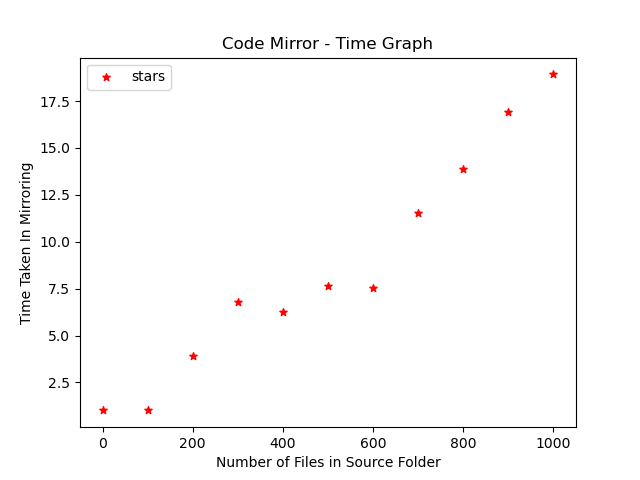 Code Mirror - Time Graph
stars
17.5
15.0
12.5
10.0
7.5
5.0
2.5
Time Taken In Mirroring
0 200 400 600 800 1000
Number of Files in Source Folder